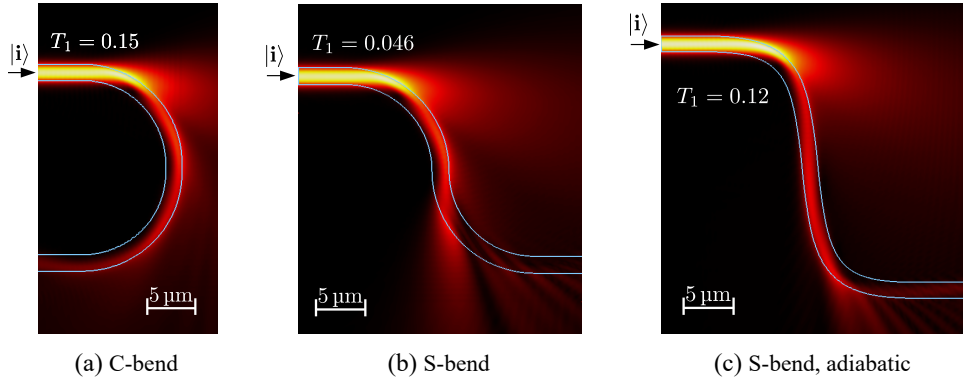 |i⟩
T₁ = 0.15
5 µm
(a) C-bend
|i⟩
T₁ = 0.046
5 µm
(b) S-bend
|i⟩
T₁ = 0.12
5 µm
(c) S-bend, adiabatic